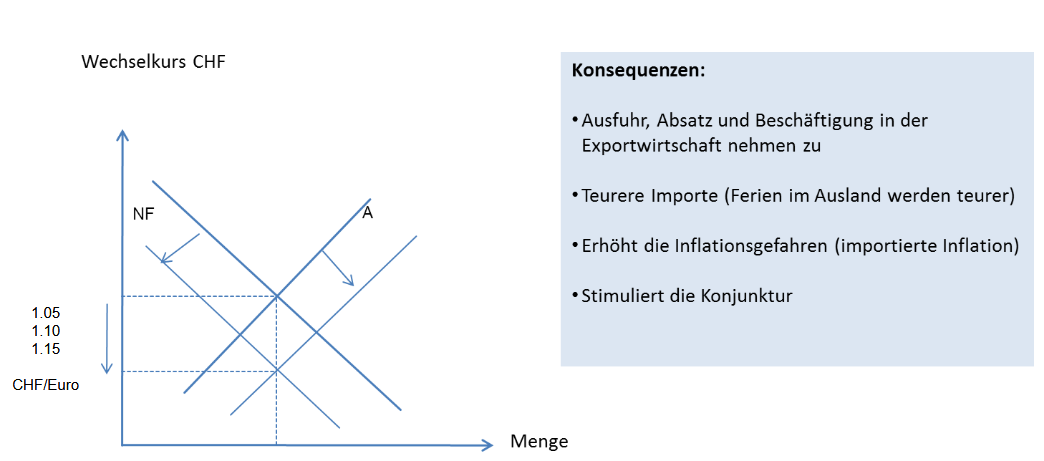 Wechselkurs CHF
NF
A
1.05
1.10
1.15
CHF/Euro
Menge
Konsequenzen:
• Ausfuhr, Absatz und Beschäftigung in der
Exportwirtschaft nehmen zu
• Teurere Importe (Ferien im Ausland werden teurer)
• Erhöht die Inflationsgefahren (importierte Inflation)
• Stimuliert die Konjunktur